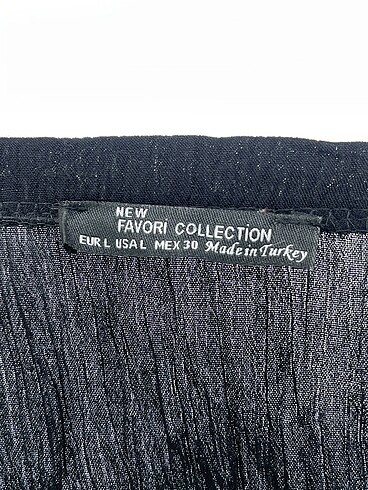 NEW
FAVORI COLLECTION
EUR L USA L MEX 30 Made in Turkey